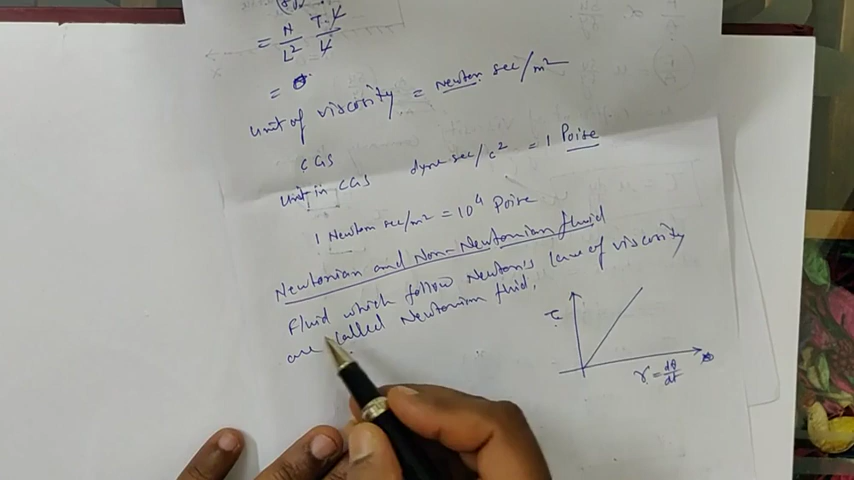 = N/L² T.L/L
=
Unit of viscosity = Newton sec/m²
CGS
Unit in CGS dyne sec/c² = 1 Poise
1 Newton sec/m² = 10⁴ Poise
Newtonian and Non-Newtonian fluid
Fluid which follow Newton's law of viscosity
are called Newtonian fluid.
τ
γ = dθ/dt